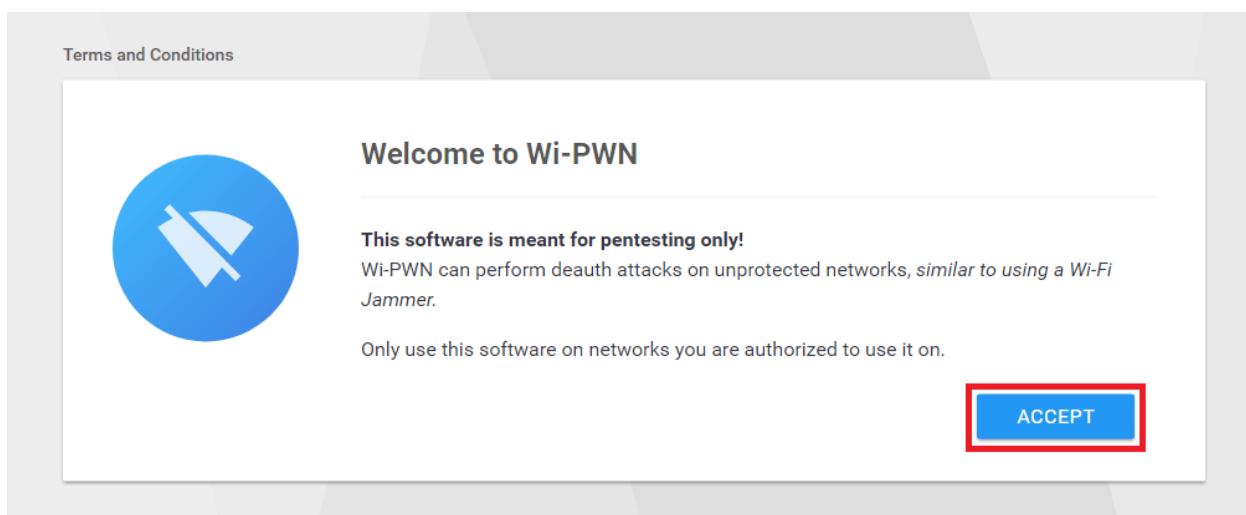 Terms and Conditions
Welcome to Wi-PWN
This software is meant for pentesting only!
Wi-PWN can perform deauth attacks on unprotected networks, similar to using a Wi-Fi
Jammer.
Only use this software on networks you are authorized to use it on.
ACCEPT